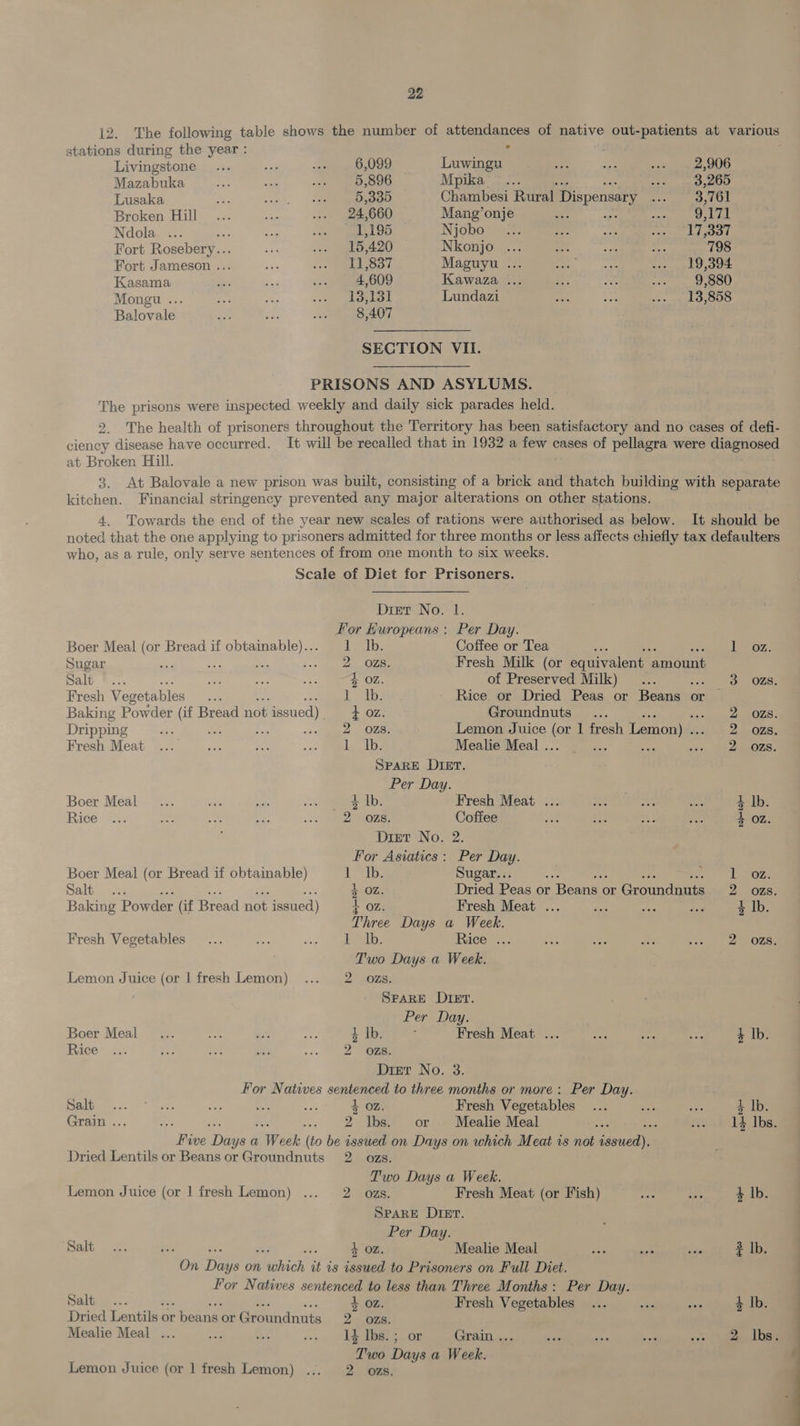 22
12. The following table shows the number of attendances of native out-patients at various
stations during the year :
Livingstone ... ... ... 6,099 Luwingu ... ... ... 2,906
Mazabuka ... ... ... 5,896 Mpika ... ... ... 3,265
Lusaka ... ... ... 5,335 Chambesi Rural Dispensary ... 3,761
Broken Hill ... ... ... 24,660 Mang'onje ... ... ... 9,171
Ndola ... ... ... ... 1,195 Njobo ... ... ... ... 17,337
Fort Rosebery... ... ... 15,420 Nkonjo ... ... ... ... 798
Fort Jameson ... ... ... 11,837 Maguyu ... ... ... ... 19,394
Kasama ... ... ... 4,609 Kawaza ... ... ... ... 9,880
Mongu ... ... ... ... 13,131 Lundazi ... ... ... 13,858
Balovale ... ... ... 8,407
SECTION VII.
PRISONS AND ASYLUMS.
The prisons were inspected weekly and daily sick parades held.
2. The health of prisoners throughout the Territory has been satisfactory and no cases of defi-
ciency disease have occurred. It will be recalled that in 1932 a few cases of pellagra were diagnosed
at Broken Hill.
3. At Balovale a new prison was built, consisting of a brick and thatch building with separate
kitchen. Financial stringency prevented any major alterations on other stations.
4. Towards the end of the year new scales of rations were authorised as below. It should be
noted that the one applying to prisoners admitted for three months or less affects chiefly tax defaulters
who, as a rule, only serve sentences of from one month to six weeks.
Scale of Diet for Prisoners.
DIET No. 1.
For Europeans : Per Day.
Boer Meal (or Bread if obtainable)... 1 lb. Coffee or Tea ... ... ... 1 oz.
Sugar ... ... ... ... 2 ozs. Fresh Milk (or equivalent amount
Salt ... ... ... ... ... ½ oz. of Preserved Milk) ... ... 3 ozs.
Fresh Vegetables ... ... ... 1 lb. Rice or Dried Peas or Beans or
Baking Powder (if Bread not issued) ¼ oz. Groundnuts ... ... ... 2 ozs.
Dripping ... ... ... ... 2 ozs. Lemon Juice (or 1 fresh Lemon) ... 2 ozs.
Fresh Meat ... ... ... ... 1 lb. Mealie Meal ... ... ... ... 2 ozs.
SPARE DIET.
Per Day.
Boer Meal ... ... ... ... ½ lb. Fresh Meat ... ... ... ... ½ lb.
Rice ... ... ... ... ... 2 ozs. Coffee ... ... ... ... ½ oz.
DIET No. 2.
For Asiatics : Per Day.
Boer Meal (or Bread if obtainable) 1 lb. Sugar... ... ... ... ... 1 oz.
Salt ... ... ... ... ... ½ oz. Dried Peas or Beans or Groundnuts 2 ozs.
Baking Powder (if Bread not issued) ¼ oz. Fresh Meat ... ... ... ... ½ lb.
Three Days a Week.
Fresh Vegetables ... ... ... 1 lb. Rice ... ... ... ... ... 2 ozs.
Two Days a Week.
Lemon Juice (or 1 fresh Lemon) ... 2 ozs.
SPARE DIET.
Per Day.
Boer Meal ... ... ... ... ½ lb. Fresh Meat ... ... ... ... ½ lb.
Rice ... ... ... ... ... 2 ozs.
DIET No. 3.
For Natives sentenced to three months or more : Per Day.
Salt ... ... ... ... ... ½ oz. Fresh Vegetables ... ... ... ½ lb.
Grain ... ... ... ... ... 2 lbs. or Mealie Meal ... ... ... 1½ lbs.
Five Days a Week (to be issued on Days on which Meat is not issued).
Dried Lentils or Beans or Groundnuts 2 ozs.
Two Days a Week.
Lemon Juice (or 1 fresh Lemon) ... 2 ozs. Fresh Meat (or Fish) ... ... ½ lb.
SPARE DIET.
Per Day.
Salt ... ... ... ... ... ½ oz. Mealie Meal ... ... ... ¾ lb.
On Days on which it is issued to Prisoners on Full Diet.
For Natives sentenced to less than Three Months : Per Day.
Salt ... ... ... ... ... ½ oz. Fresh Vegetables ... ... ... ½ lb.
Dried Lentils or beans or Groundnuts 2 ozs.
Mealie Meal ... ... ... ... 1½ lbs. ; or Grain ... ... ... ... ... 2 lbs.
Two Days a Week.
Lemon Juice (or 1 fresh Lemon) ... 2 ozs.